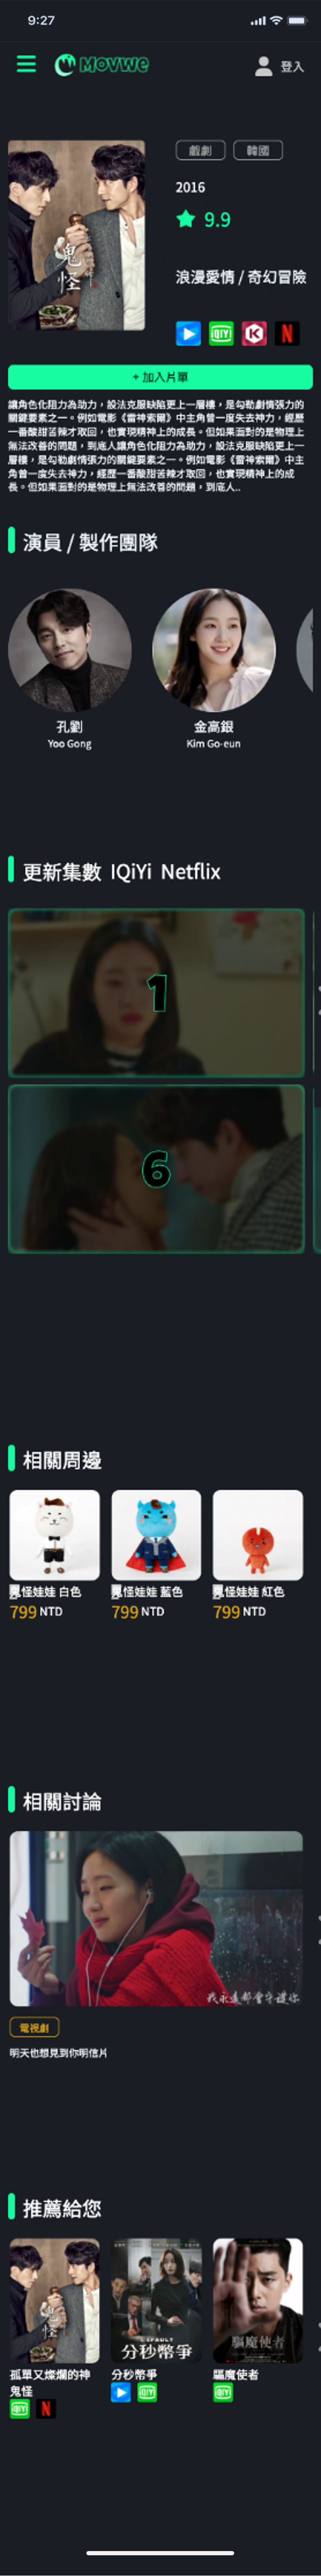 9:27
MOVWE
登入
戲劇 韓國
2016
9.9
浪漫愛情 / 奇幻冒險
鬼怪
+ 加入片單
讓角色化阻力為助力，設法克服缺陷更上一層樓，是勾勒劇情張力的
關鍵要素之一。例如電影《雷神索爾》中主角曾一度失去神力，經歷
一番酸甜苦辣才取回，也實現精神上的成長。但如果面對的是物理上
無法改善的問題，到底人讓角色化阻力為助力，設法克服缺陷更上一
層樓，是勾勒劇情張力的關鍵要素之一。例如電影《雷神索爾》中主
角曾一度失去神力，經歷一番酸甜苦辣才取回，也實現精神上的成
長。但如果面對的是物理上無法改善的問題，到底人..
演員 / 製作團隊
孔劉 金高銀
Yoo Gong Kim Go-eun
更新集數 IQiYi Netflix
1
6
相關周邊
鬼怪娃娃 白色 鬼怪娃娃 藍色 鬼怪娃娃 紅色
799 NTD 799 NTD 799 NTD
相關討論
我永遠都會守護你
電視劇
明天也想見到你明信片
推薦給您
鬼怪 DEFAULT 分秒幣爭 驅魔使者
孤單又燦爛的神 分秒幣爭 驅魔使者
鬼怪